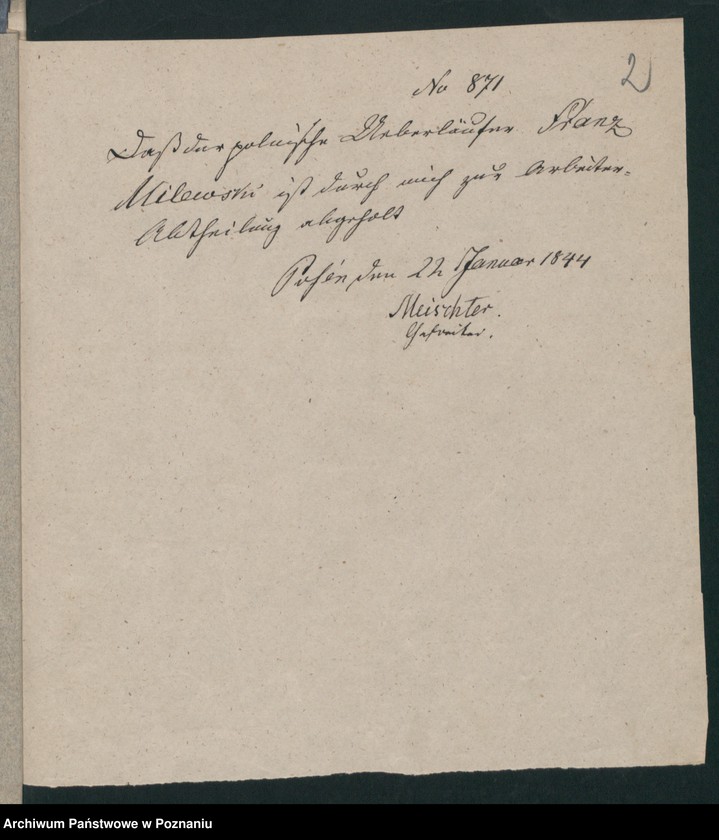 2
No 871
Daß der polnische Ueberläufer Franz
Milewski ist durch mich zur Arbeiter-
Abtheilung abgeholt
Posen den 22 Januar 1844
Meischter.
Gefreiter.
Archiwum Państwowe w Poznaniu